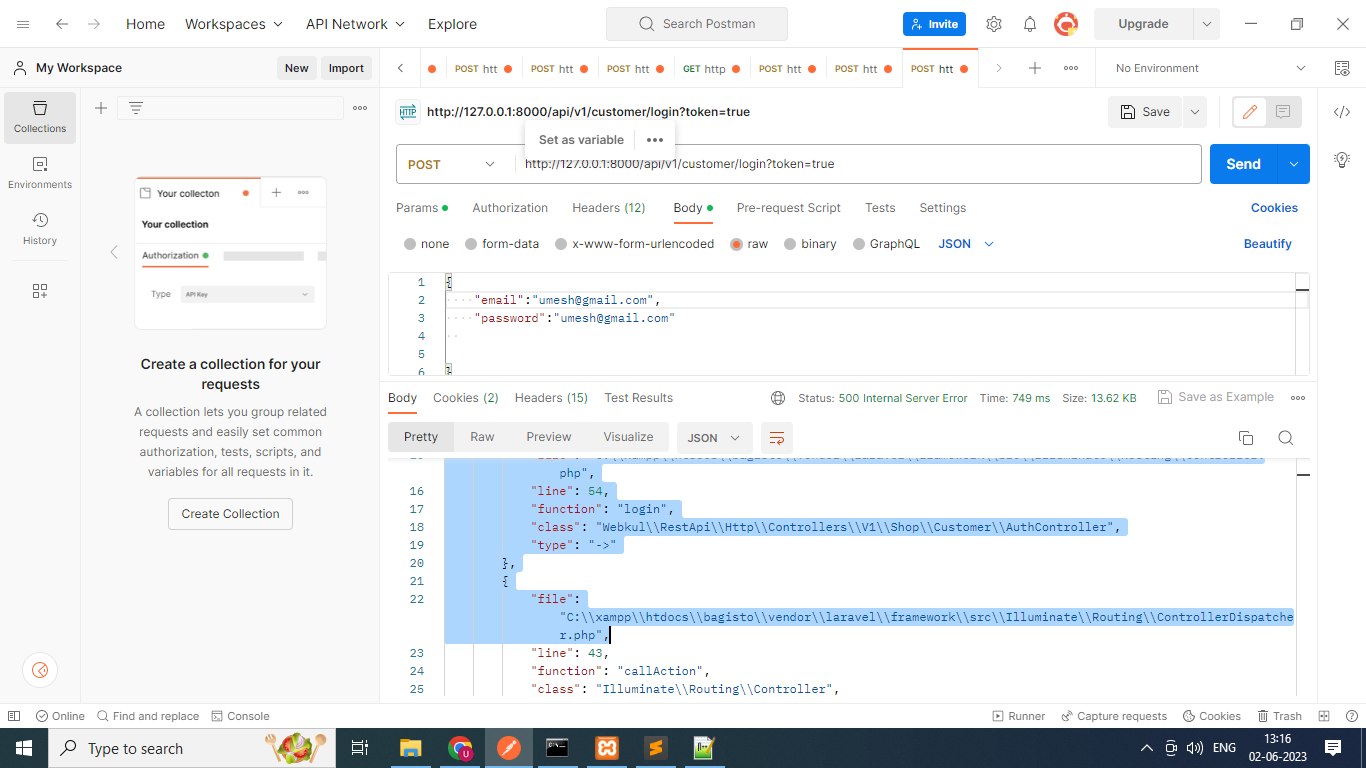 Home Workspaces API Network Explore Search Postman Invite Upgrade
My Workspace New Import POST htt POST htt POST htt GET http POST htt POST htt POST htt No Environment
Collections
Environments
History
Your collecton
Your collection
Authorization
Type API Key
Create a collection for your
requests
A collection lets you group related
requests and easily set common
authorization, tests, scripts, and
variables for all requests in it.
Create Collection
HTTP http://127.0.0.1:8000/api/v1/customer/login?token=true Save
Set as variable
POST http://127.0.0.1:8000/api/v1/customer/login?token=true Send
Params Authorization Headers (12) Body Pre-request Script Tests Settings Cookies
none form-data x-www-form-urlencoded raw binary GraphQL JSON Beautify
1 {
2 "email":"umesh@gmail.com",
3 "password":"umesh@gmail.com"
4
5
6 }
Body Cookies (2) Headers (15) Test Results Status: 500 Internal Server Error Time: 749 ms Size: 13.62 KB Save as Example
Pretty Raw Preview Visualize JSON
php",
16 "line": 54,
17 "function": "login",
18 "class": "Webkul\\RestApi\\Http\\Controllers\\V1\\Shop\\Customer\\AuthController",
19 "type": "->"
20 },
21 {
22 "file":
"C:\\xampp\\htdocs\\bagisto\\vendor\\laravel\\framework\\src\\Illuminate\\Routing\\ControllerDispatche
r.php",
23 "line": 43,
24 "function": "callAction",
25 "class": "Illuminate\\Routing\\Controller",
Online Find and replace Console Runner Capture requests Cookies Trash
Type to search U ENG 13:16
02-06-2023